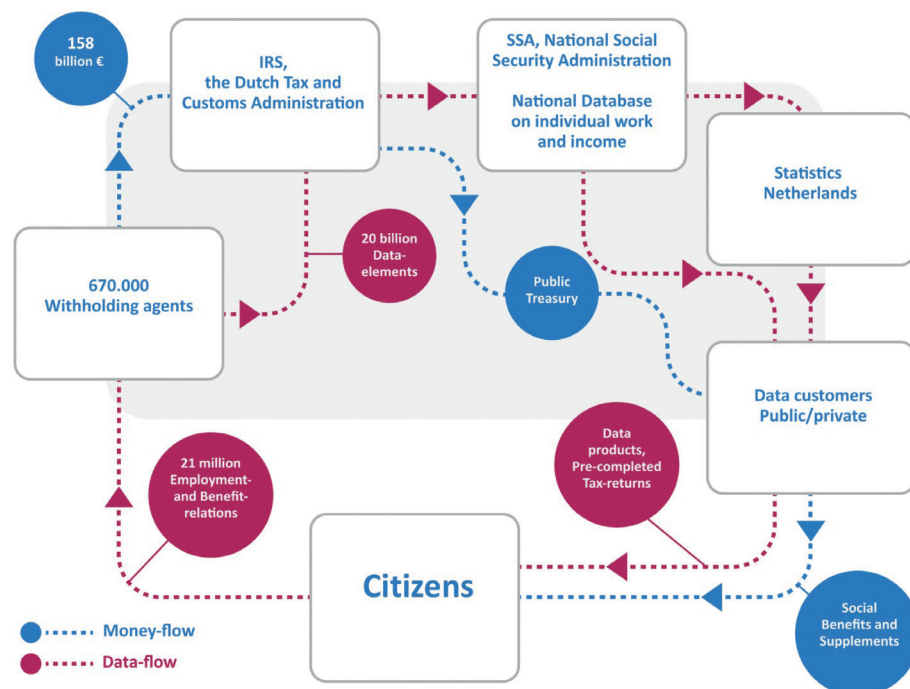 158
billion €
IRS,
the Dutch Tax and
Customs Administration
SSA, National Social
Security Administration
National Database
on individual work
and income
Statistics
Netherlands
670.000
Withholding agents
20 billion
Data-
elements
Public
Treasury
Data customers
Public/private
21 million
Employment-
and Benefit-
relations
Data
products,
Pre-completed
Tax-returns
Citizens
Social
Benefits and
Supplements
Money-flow
Data-flow